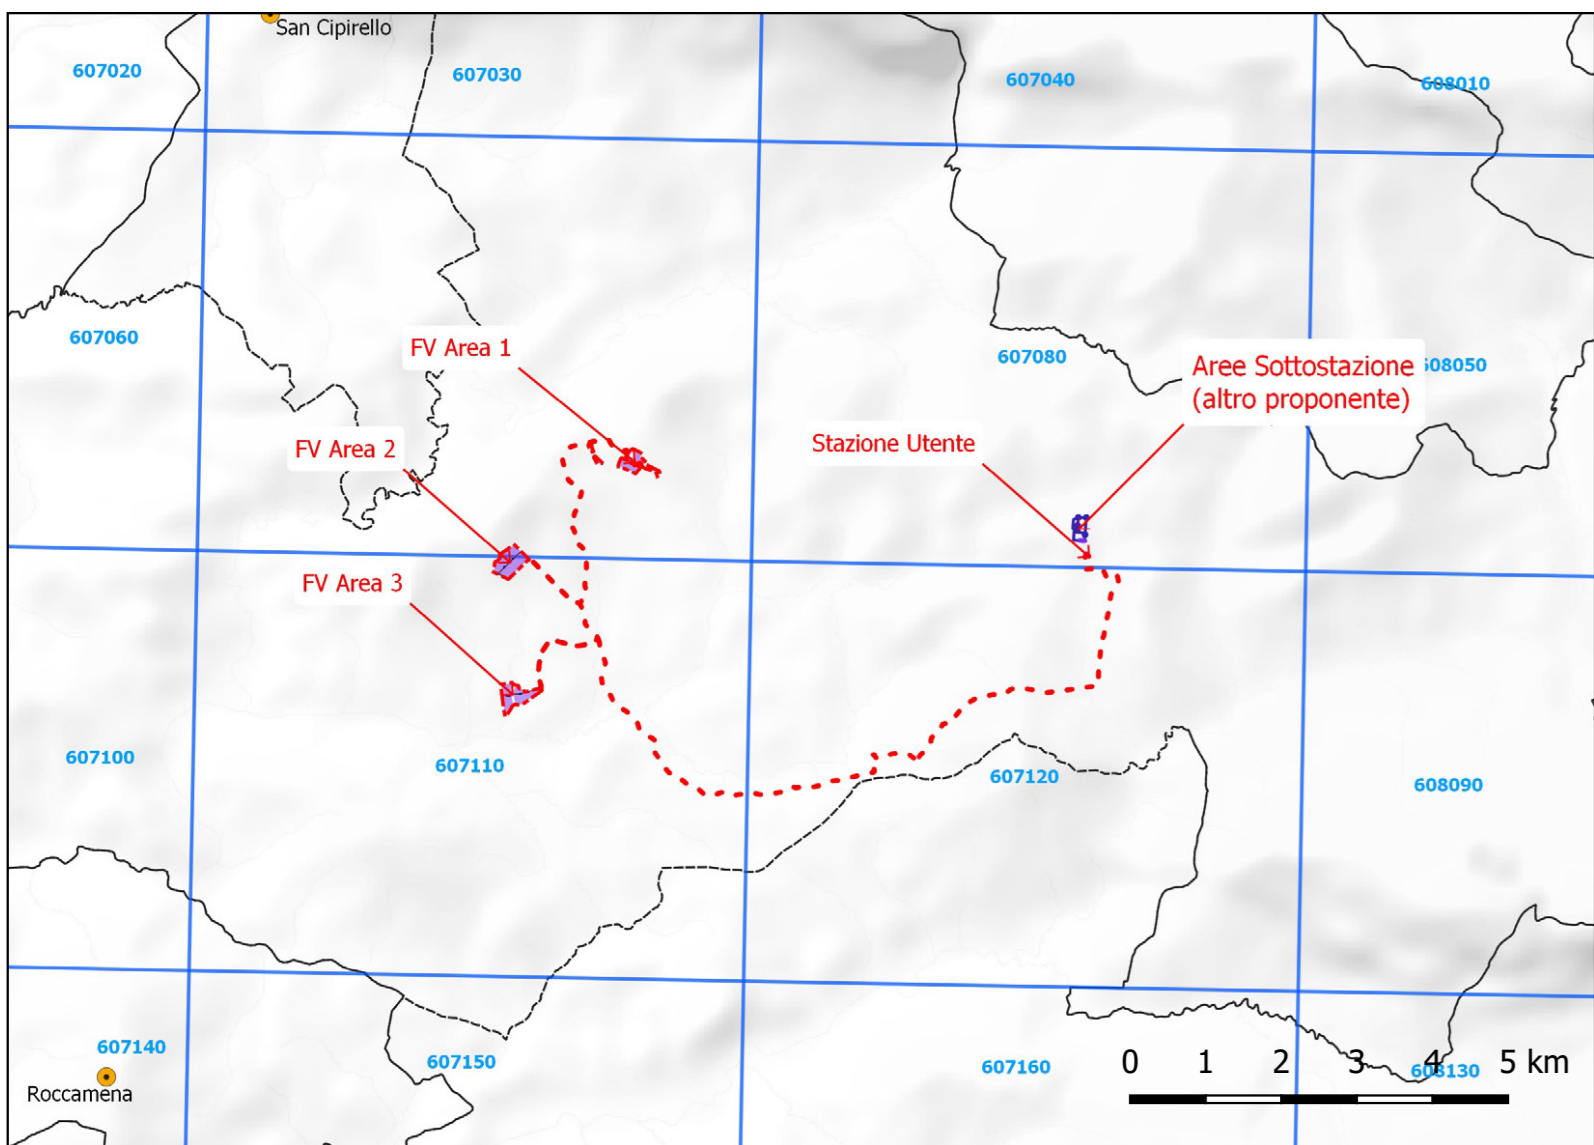 San Cipirello
607020
607030
607040
608010
607060
FV Area 1
607080
Aree Sottostazione
(altro proponente)
608050
FV Area 2
Stazione Utente
FV Area 3
607100
607110
607120
608090
607140
607150
607160
608130
0 1 2 3 4 5 km
Roccamena